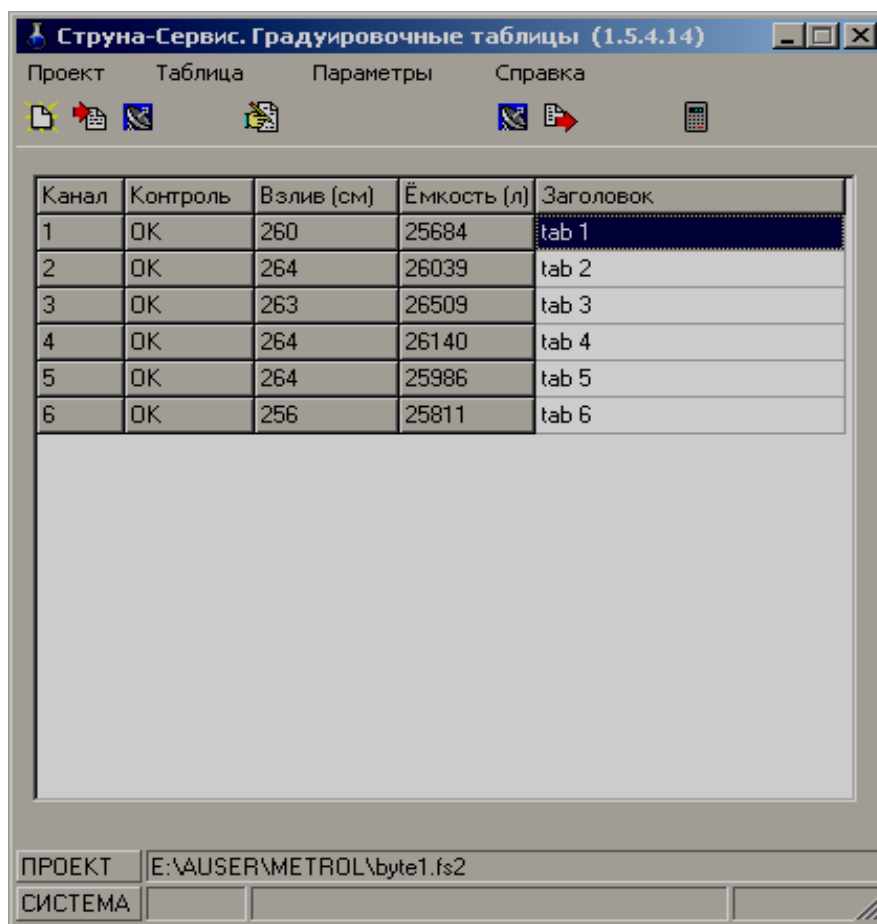 Струна-Сервис. Градуировочные таблицы (1.5.4.14)
Проект Таблица Параметры Справка
Канал Контроль Взлив (см) Ёмкость (л) Заголовок
1 OK 260 25684 tab 1
2 OK 264 26039 tab 2
3 OK 263 26509 tab 3
4 OK 264 26140 tab 4
5 OK 264 25986 tab 5
6 OK 256 25811 tab 6
ПРОЕКТ E:\AUSER\METROL\byte1.fs2
СИСТЕМА